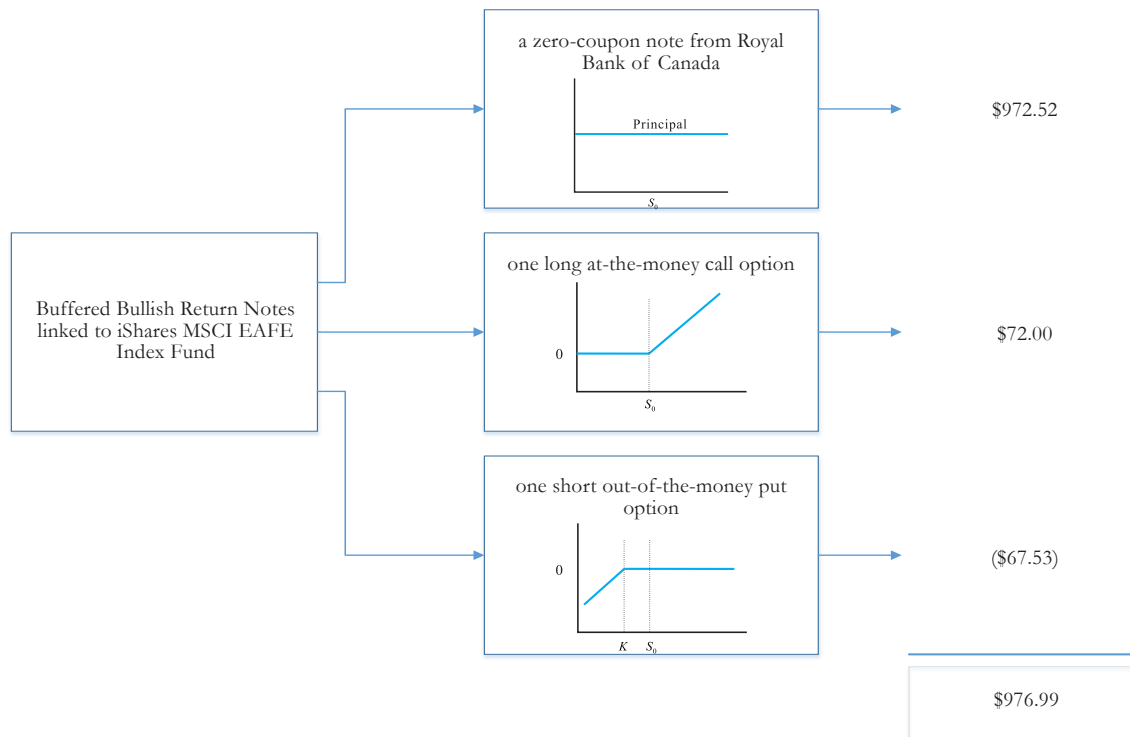 a zero-coupon note from Royal
Bank of Canada
Principal
S₀
$972.52
Buffered Bullish Return Notes
linked to iShares MSCI EAFE
Index Fund
one long at-the-money call option
0
S₀
$72.00
one short out-of-the-money put
option
0
K S₀
($67.53)
$976.99